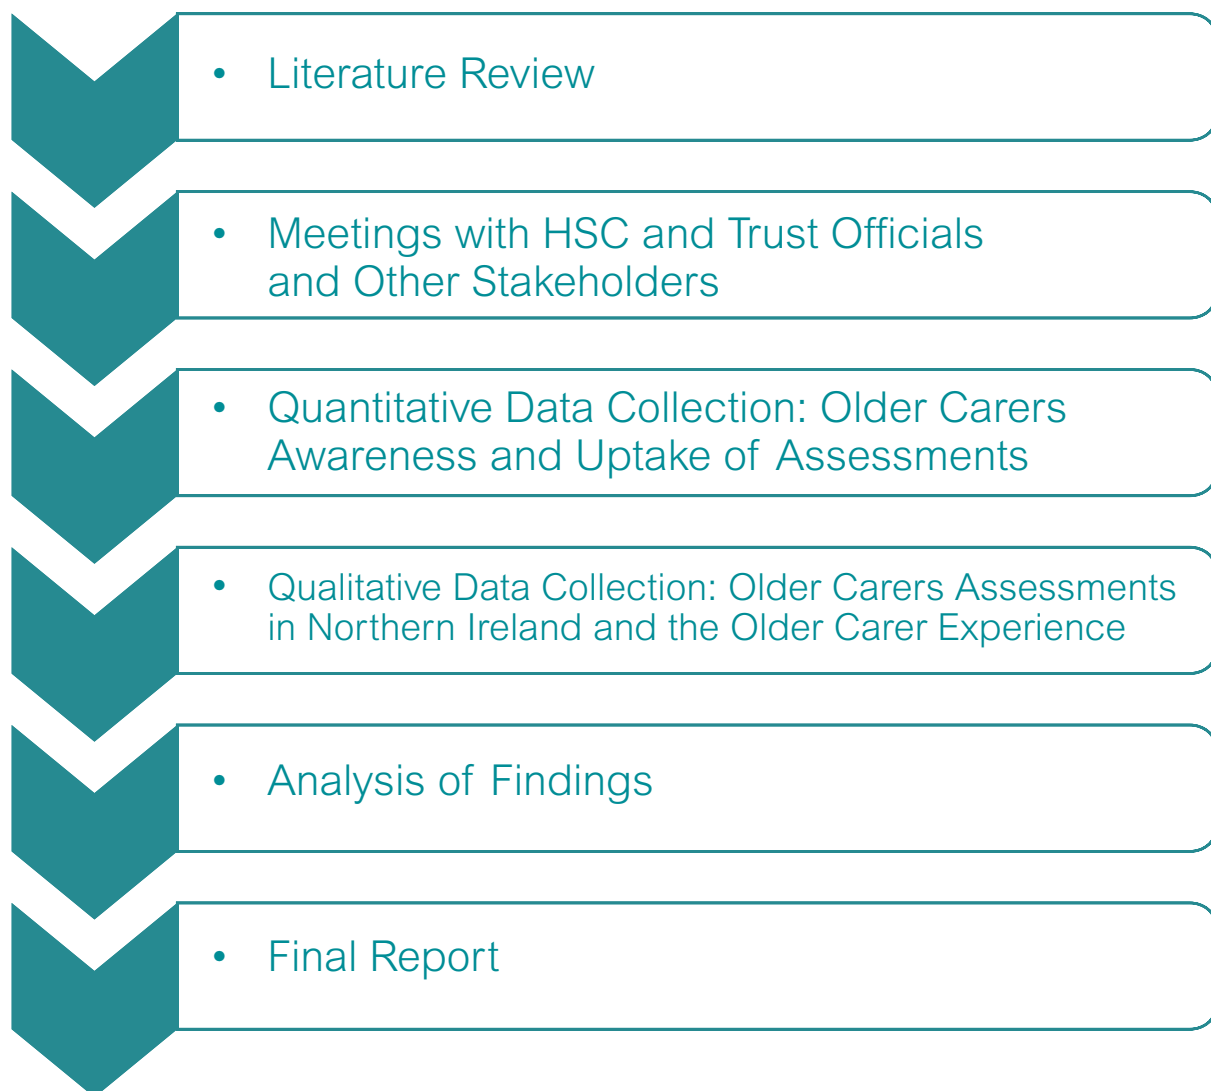 • Literature Review
• Meetings with HSC and Trust Officials
and Other Stakeholders
• Quantitative Data Collection: Older Carers
Awareness and Uptake of Assessments
• Qualitative Data Collection: Older Carers Assessments
in Northern Ireland and the Older Carer Experience
• Analysis of Findings
• Final Report